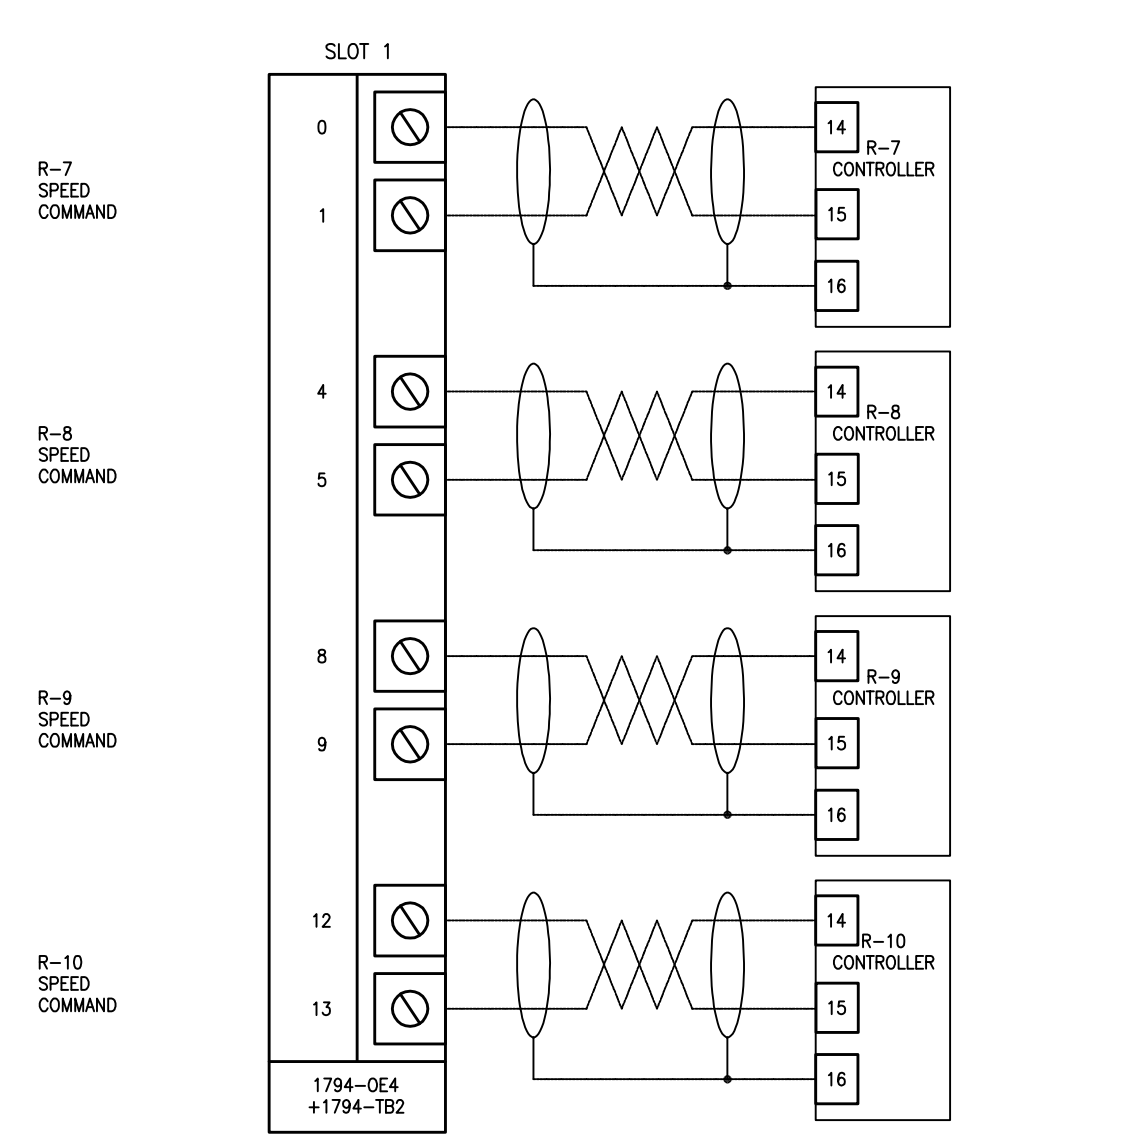 SLOT 1
R-7
SPEED
COMMAND
0
1
14
15
16
R-7
CONTROLLER
R-8
SPEED
COMMAND
4
5
14
15
16
R-8
CONTROLLER
R-9
SPEED
COMMAND
8
9
14
15
16
R-9
CONTROLLER
R-10
SPEED
COMMAND
12
13
14
15
16
R-10
CONTROLLER
1794-OE4
+1794-TB2